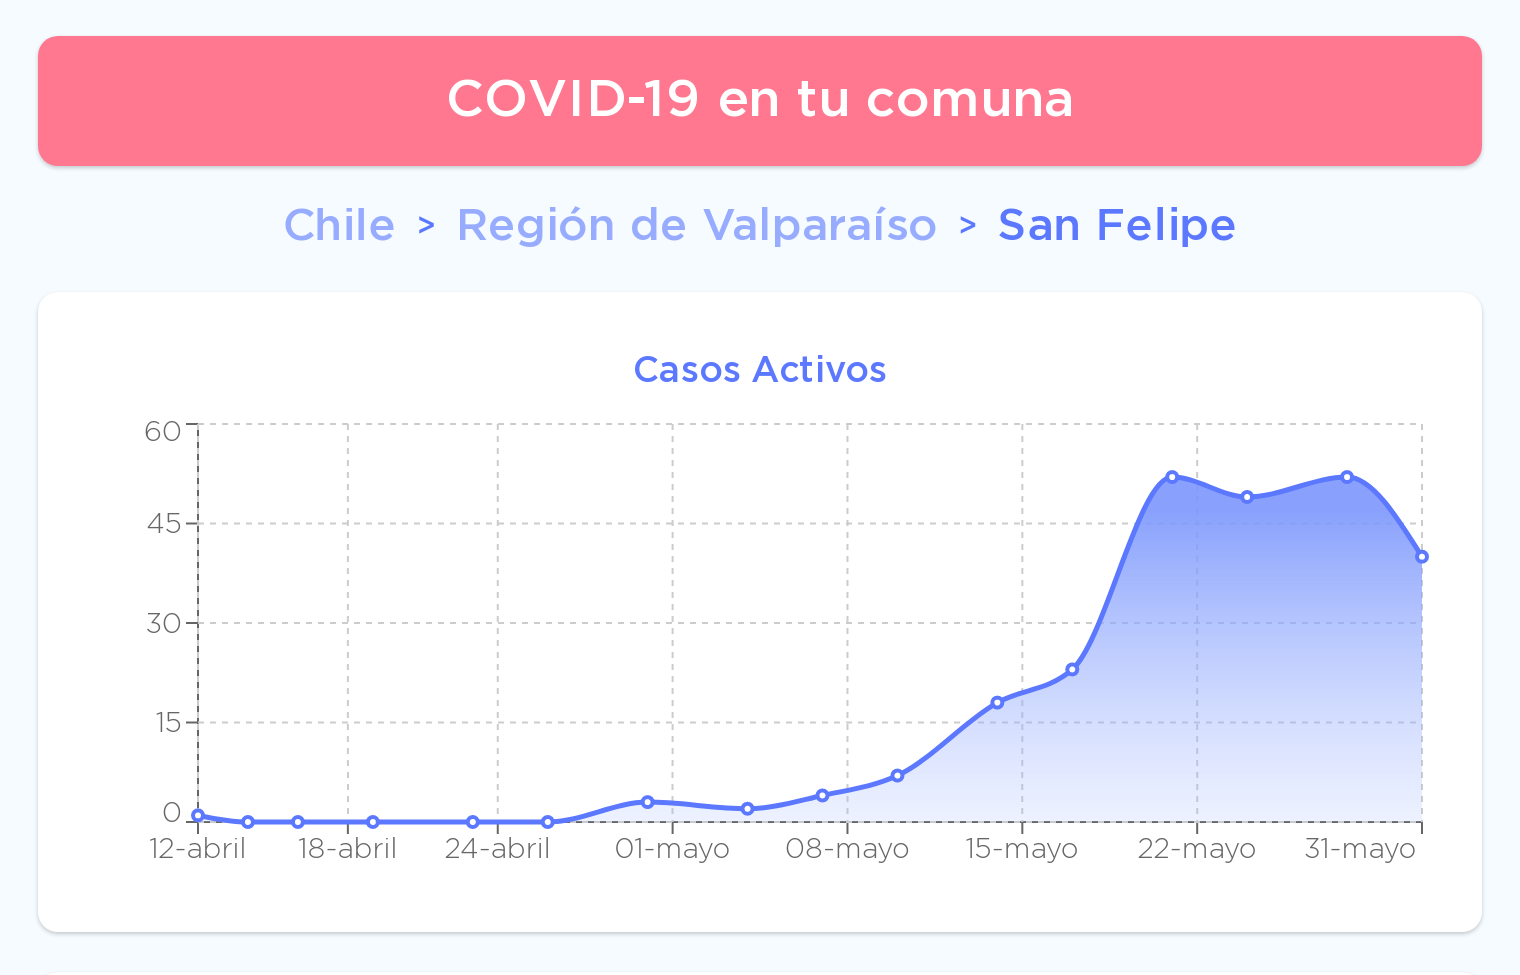 COVID-19 en tu comuna
Chile > Región de Valparaíso > San Felipe
Casos Activos
60
45
30
15
0
12-abril 18-abril 24-abril 01-mayo 08-mayo 15-mayo 22-mayo 31-mayo